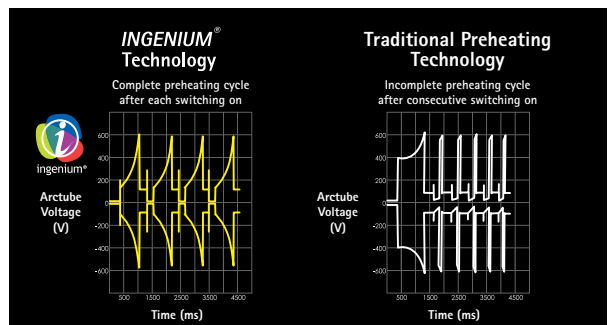 INGENIUM®
Technology
Complete preheating cycle
after each switching on
Traditional Preheating
Technology
Incomplete preheating cycle
after consecutive switching on
i
ingenium®
Arctube
Voltage
(V)
600
400
200
0
-200
-400
-600
500 1500 2500 3500 4500
Time (ms)
Arctube
Voltage
(V)
600
400
200
0
-200
-400
-600
500 1500 2500 3500 4500
Time (ms)